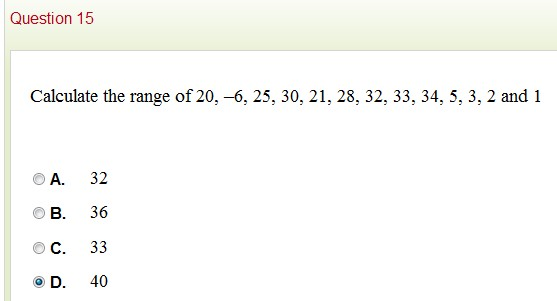 Question 15
Calculate the range of 20, –6, 25, 30, 21, 28, 32, 33, 34, 5, 3, 2 and 1
A. 32
B. 36
C. 33
D. 40